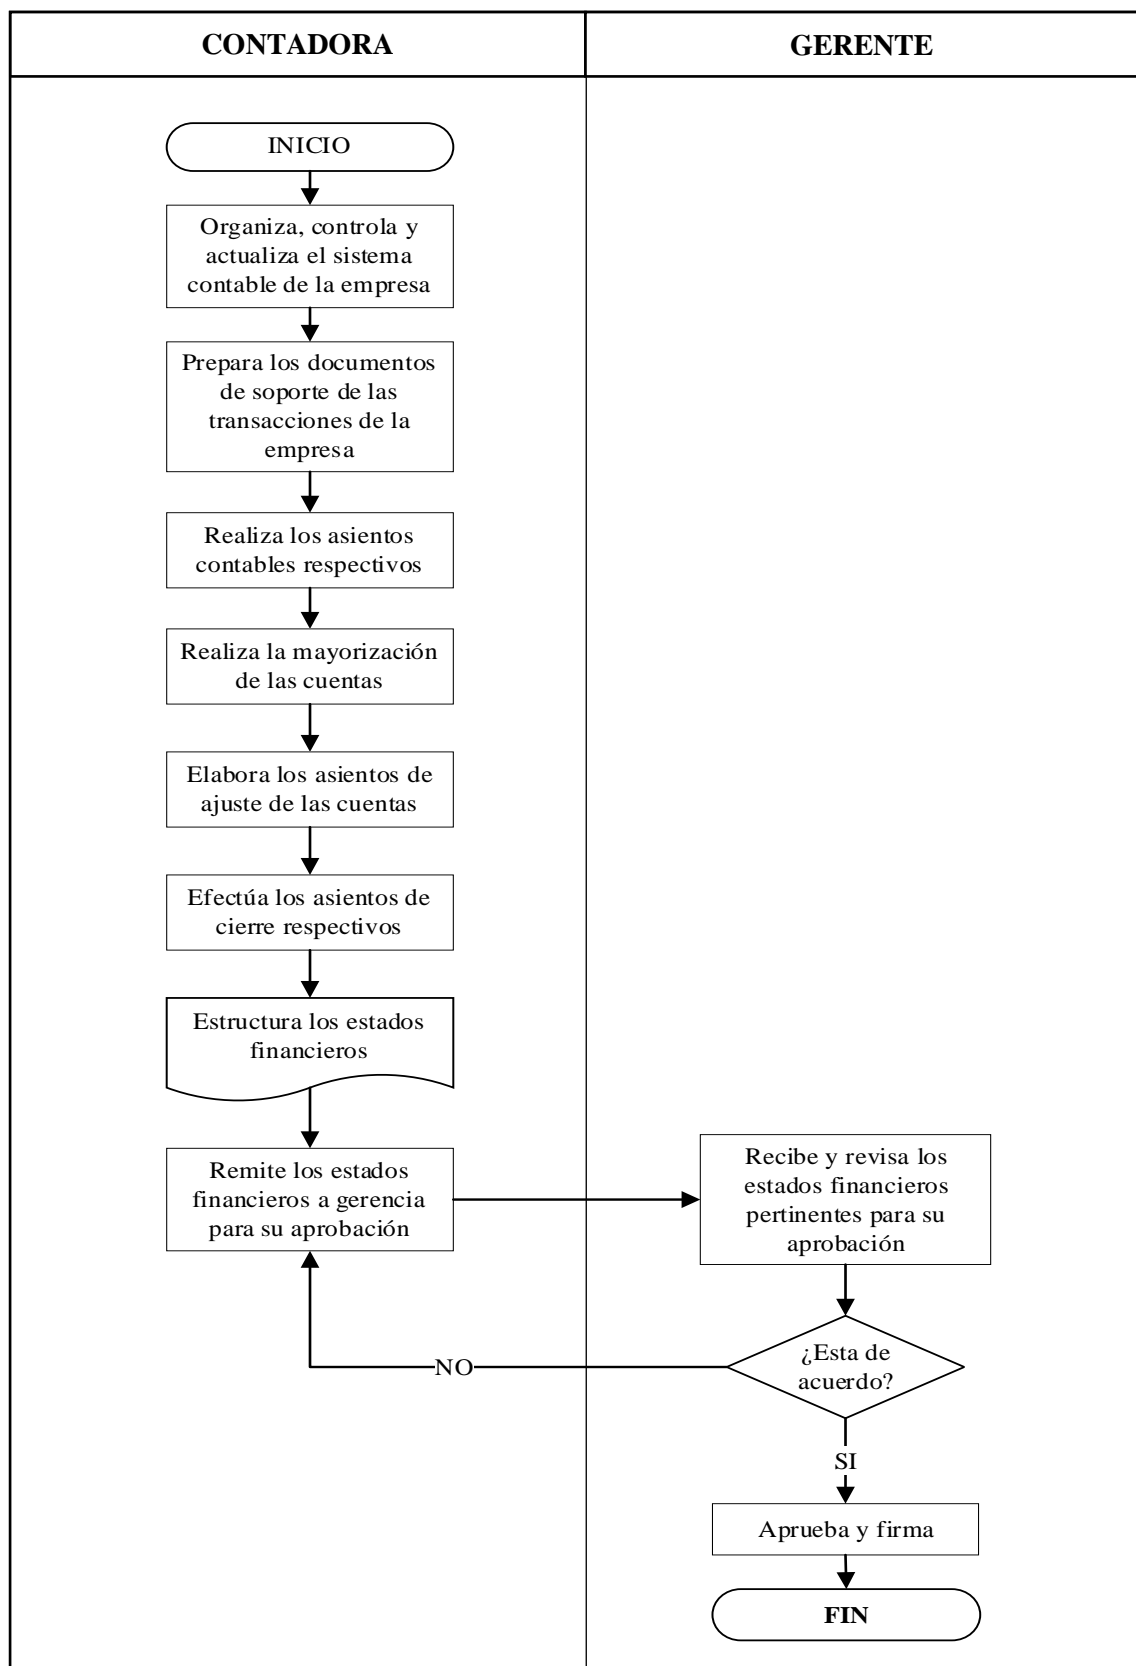 CONTADORA
GERENTE
INICIO
Organiza, controla y
actualiza el sistema
contable de la empresa
Prepara los documentos
de soporte de las
transacciones de la
empresa
Realiza los asientos
contables respectivos
Realiza la mayorización
de las cuentas
Elabora los asientos de
ajuste de las cuentas
Efectúa los asientos de
cierre respectivos
Estructura los estados
financieros
Remite los estados
financieros a gerencia
para su aprobación
Recibe y revisa los
estados financieros
pertinentes para su
aprobación
¿Esta de
acuerdo?
NO
SI
Aprueba y firma
FIN